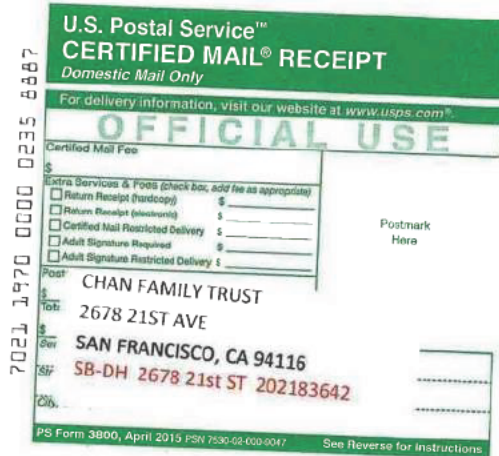 U.S. Postal Service™
CERTIFIED MAIL® RECEIPT
Domestic Mail Only
For delivery information, visit our website at www.usps.com®.
OFFICIAL USE
Certified Mail Fee
$
Extra Services & Fees (check box, add fee as appropriate)
Return Receipt (hardcopy) $
Return Receipt (electronic) $
Certified Mail Restricted Delivery $
Adult Signature Required $
Adult Signature Restricted Delivery $
Postmark
Here
Post
$
Tot
$
CHAN FAMILY TRUST
2678 21ST AVE
SAN FRANCISCO, CA 94116
SB-DH 2678 21st ST 202183642
PS Form 3800, April 2015 PSN 7530-02-000-9047 See Reverse for Instructions
7021 1970 0000 0235 8887